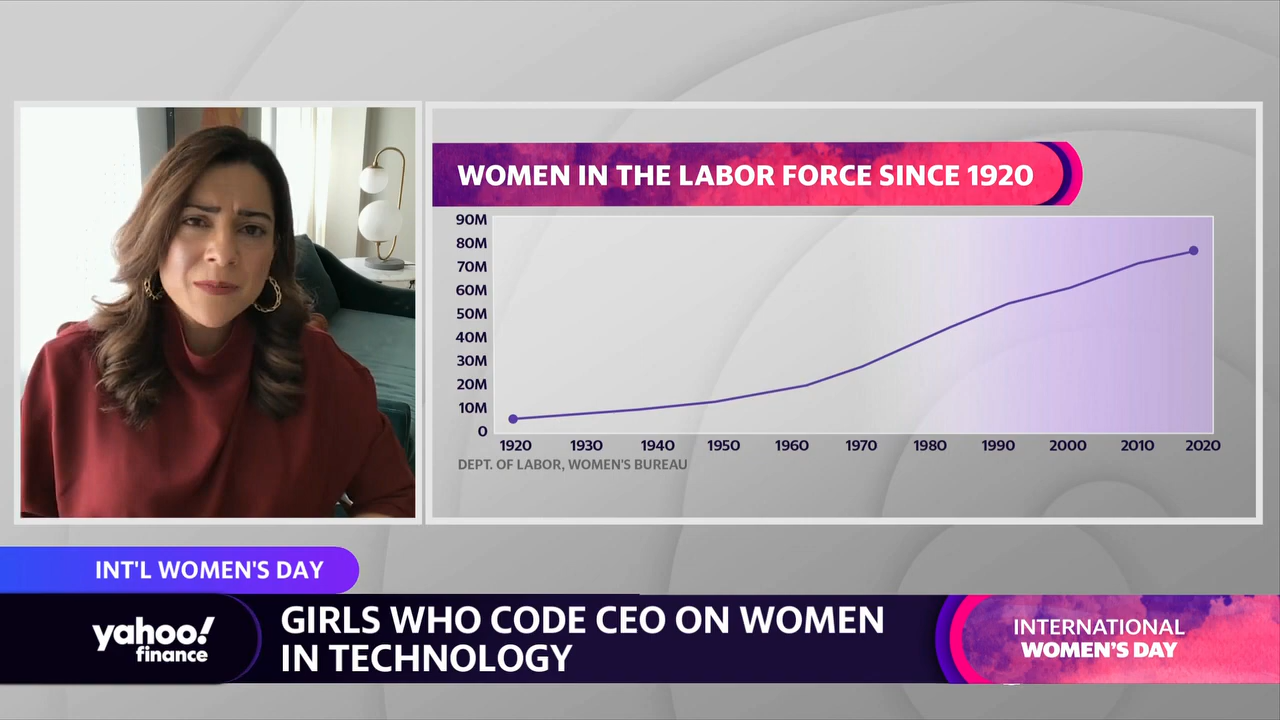 WOMEN IN THE LABOR FORCE SINCE 1920
90M
80M
70M
60M
50M
40M
30M
20M
10M
0
1920 1930 1940 1950 1960 1970 1980 1990 2000 2010 2020
DEPT. OF LABOR, WOMEN'S BUREAU
INT'L WOMEN'S DAY
yahoo!
finance
GIRLS WHO CODE CEO ON WOMEN
IN TECHNOLOGY
INTERNATIONAL
WOMEN'S DAY